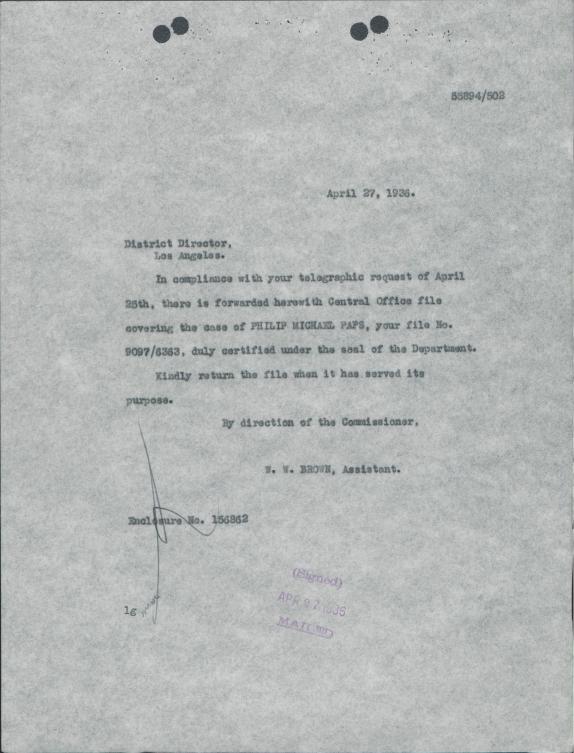 55894/502
April 27, 1936.
District Director,
Los Angeles.
In compliance with your telegraphic request of April
25th, there is forwarded herewith Central Office file
covering the case of PHILIP MICHAEL PAPS, your file No.
9097/6363, duly certified under the seal of the Department.
Kindly return the file when it has served its
purpose.
By direction of the Commissioner,
W. W. BROWN, Assistant.
Enclosure No. 156862
(Signed)
APR 27 1936
MAILED
lg